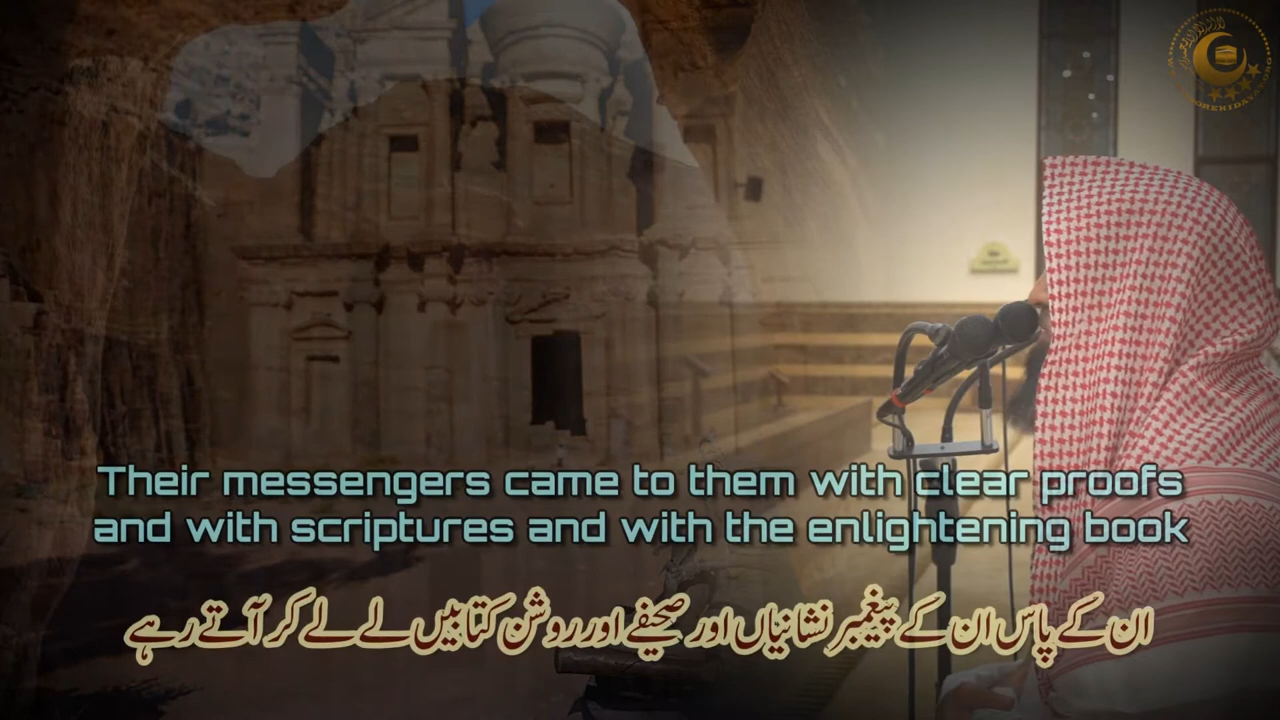 Their messengers came to them with clear proofs
and with scriptures and with the enlightening book
ان کے پاس ان کے پیغمبر نشانیاں اور صحیفے اور روشن کتابیں لے لے کر آتے رہے